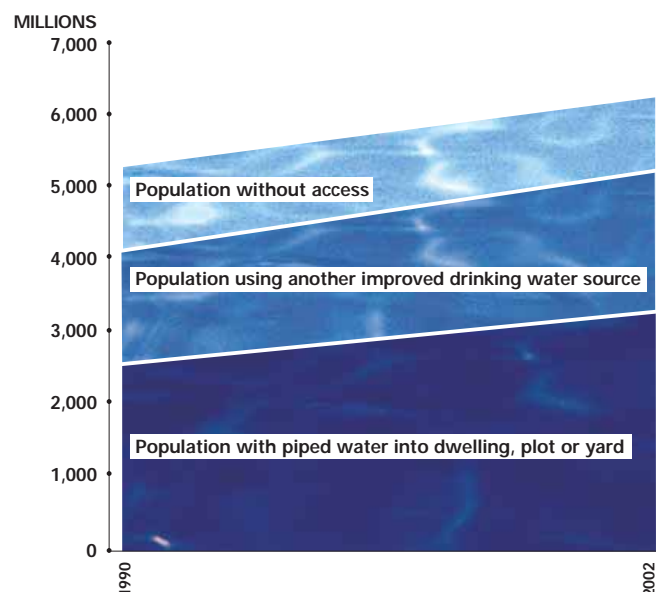 MILLIONS
7,000
6,000
5,000
4,000
3,000
2,000
1,000
0
Population without access
Population using another improved drinking water source
Population with piped water into dwelling, plot or yard
1990
2002